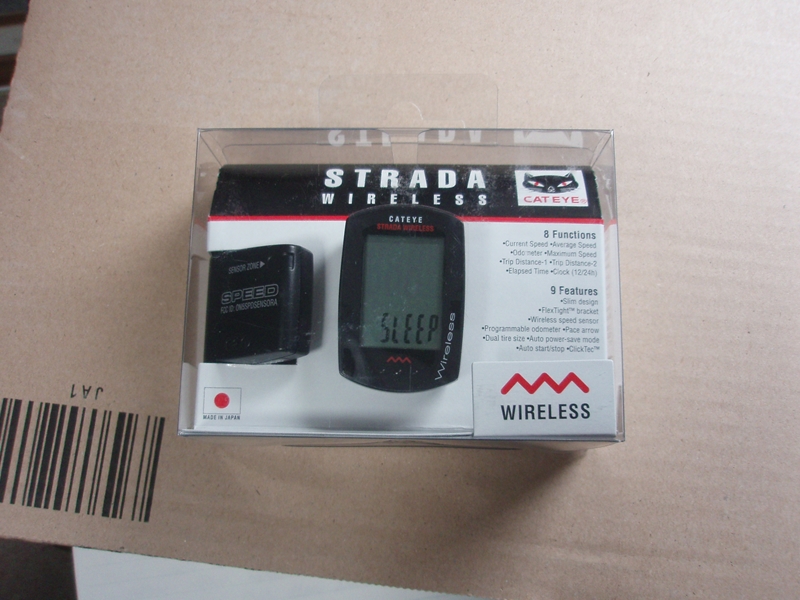 STRADA
WIRELESS
CATEYE®
CATEYE
STRADA WIRELESS
SLEEP
Wireless
SENSOR ZONE
SPEED
8 Functions
•Current Speed •Average Speed
•Odometer •Maximum Speed
•Trip Distance-1 •Trip Distance-2
•Elapsed Time •Clock (12/24h)
9 Features
•Slim design
•FlexTight™ bracket
•Wireless speed sensor
•Programmable odometer •Pace arrow
•Dual tire size •Auto power-save mode
•Auto start/stop •ClickTec™
WIRELESS
MADE IN JAPAN
JA1